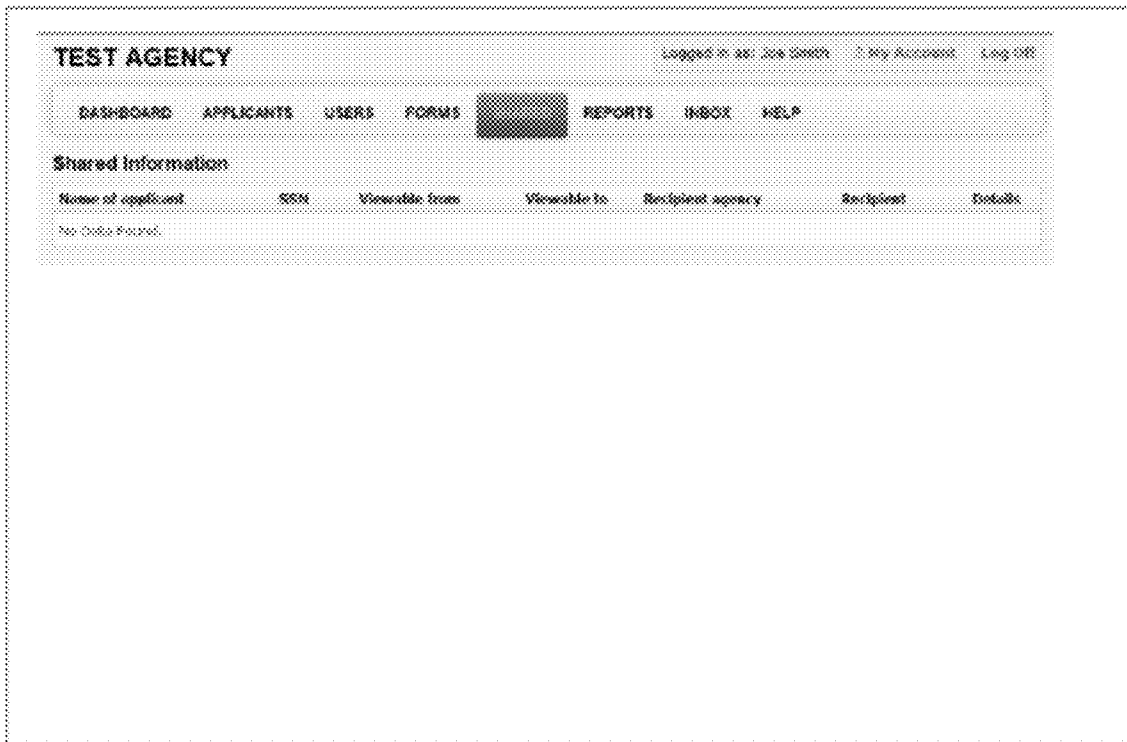 TEST AGENCY
Logged in as: Joe Smith My Account Log Off
DASHBOARD APPLICANTS USERS FORMS REPORTS INBOX HELP
Shared Information
Name of applicant SSN Viewable from Viewable to Recipient agency Recipient Details
No Data Found.